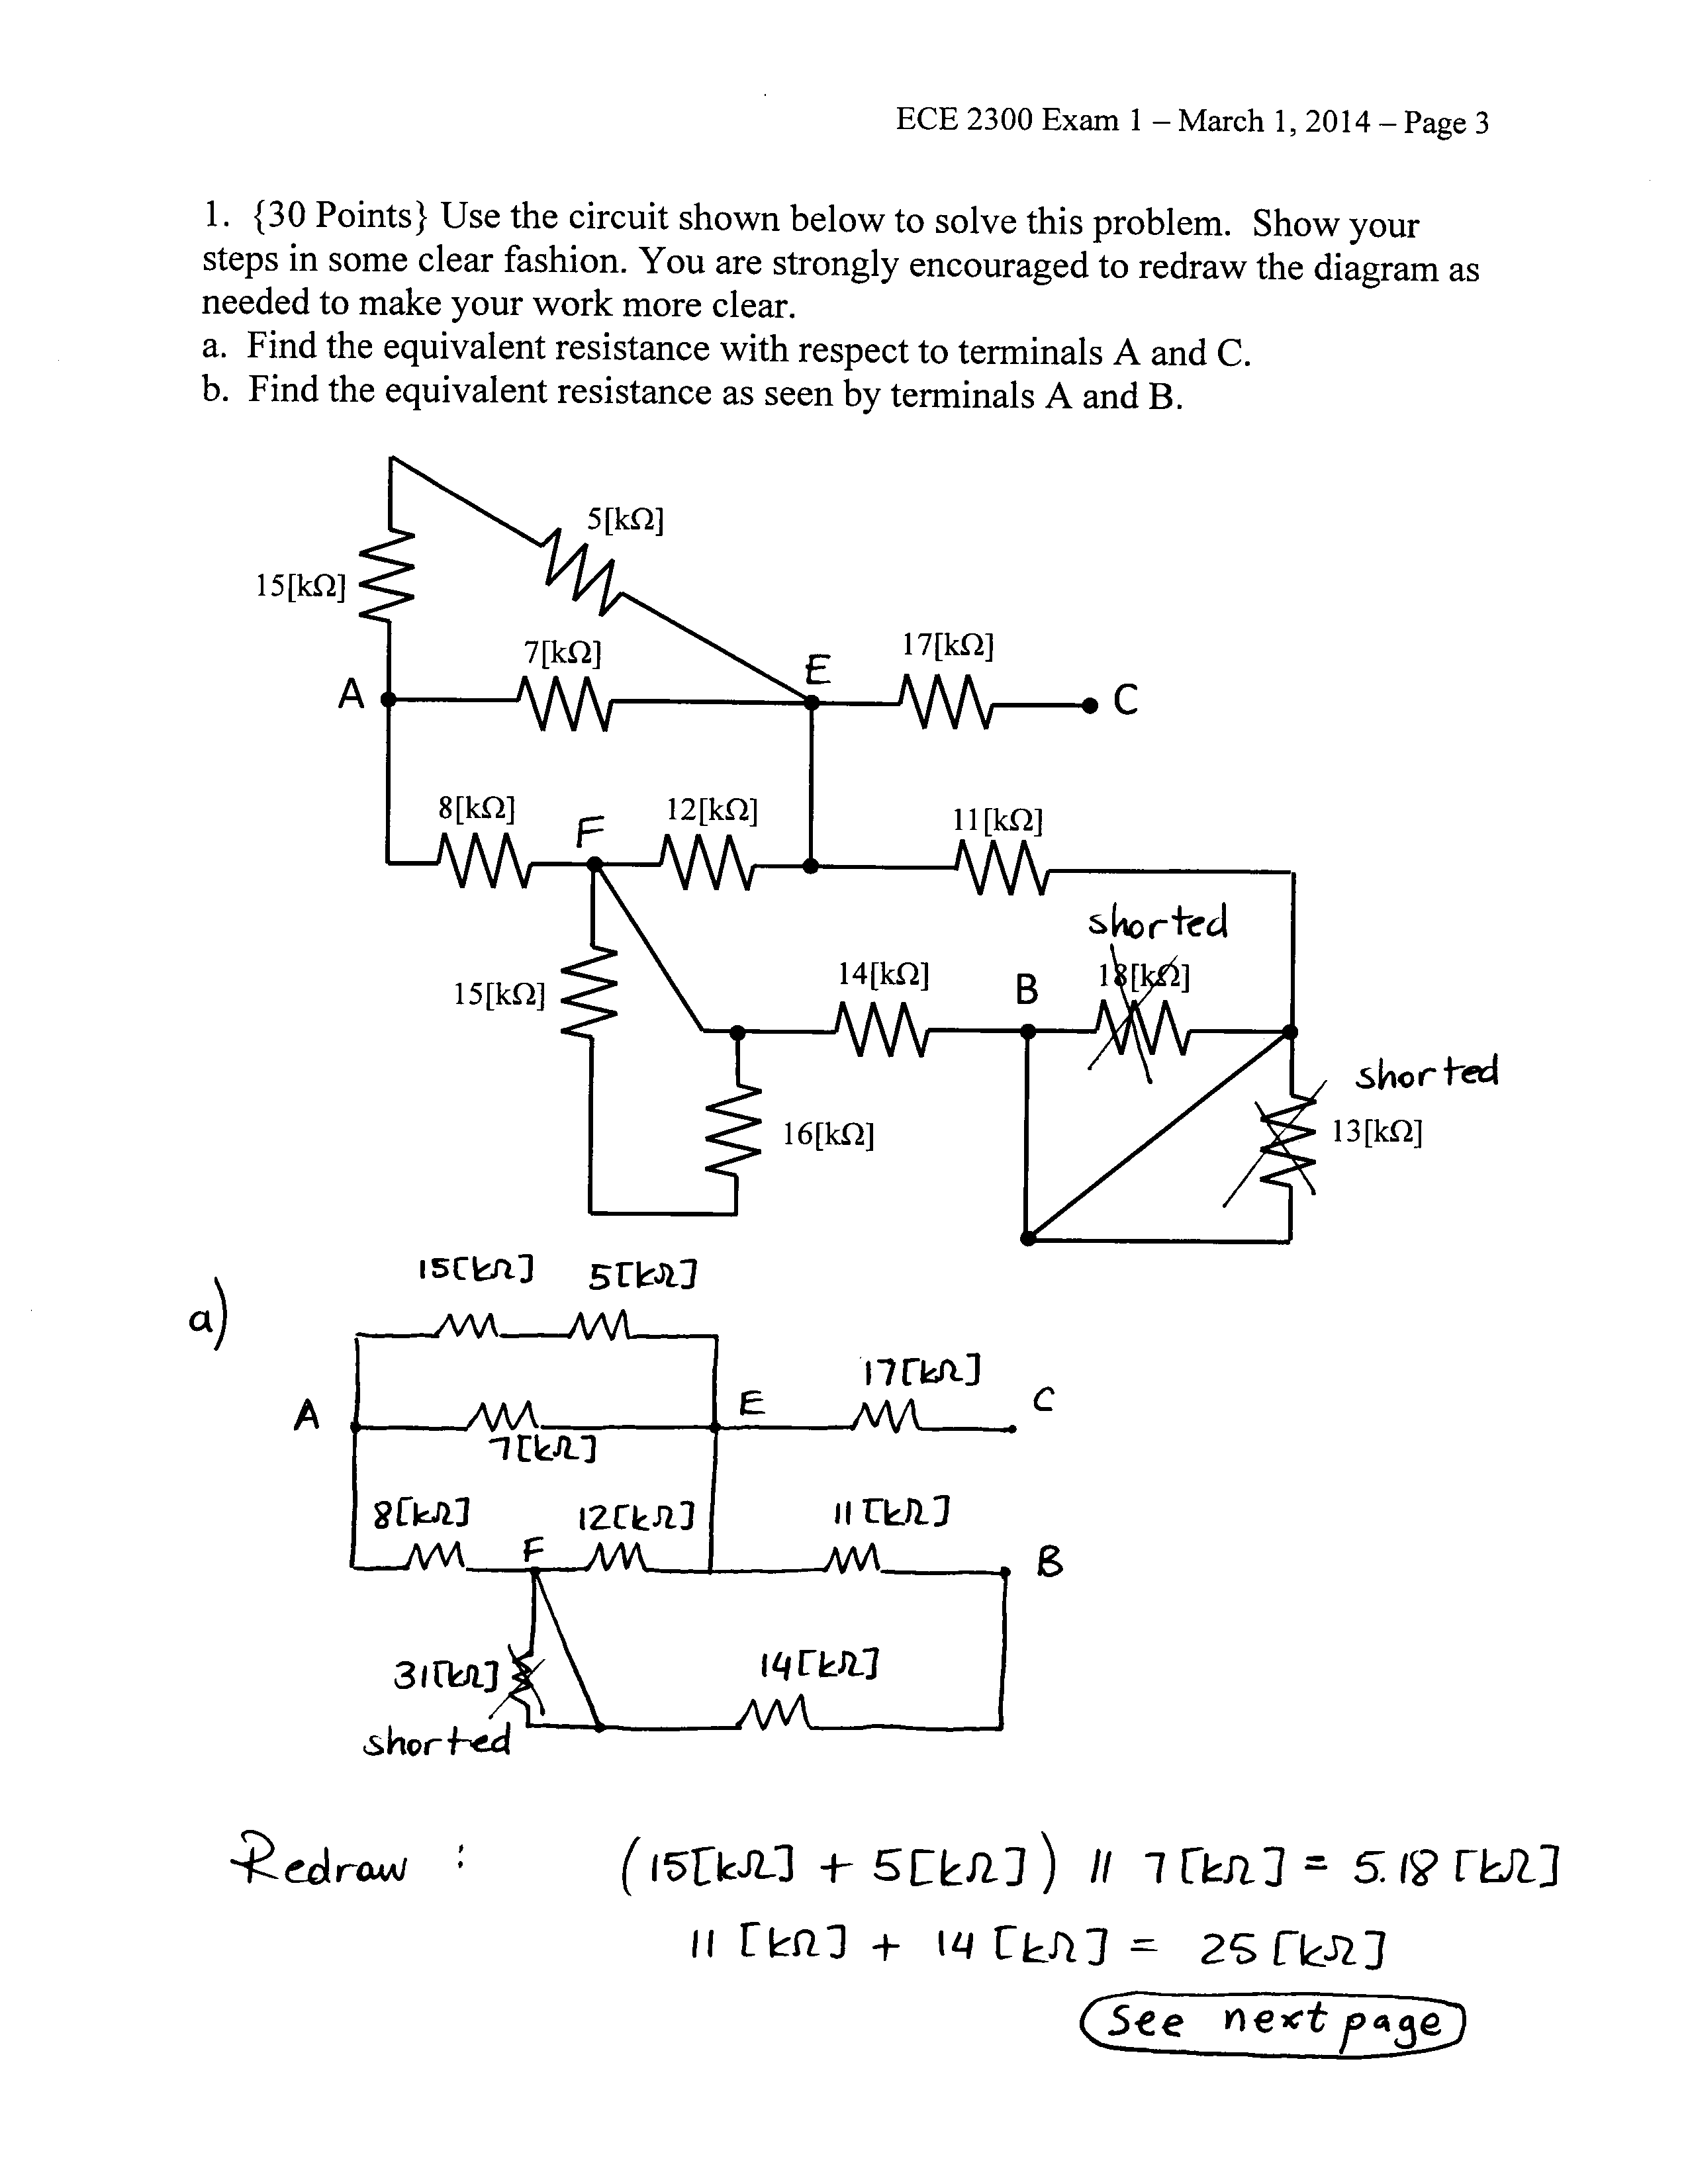 ECE 2300 Exam 1 – March 1, 2014 – Page 3
1. {30 Points} Use the circuit shown below to solve this problem. Show your
steps in some clear fashion. You are strongly encouraged to redraw the diagram as
needed to make your work more clear.
a. Find the equivalent resistance with respect to terminals A and C.
b. Find the equivalent resistance as seen by terminals A and B.
5[kΩ]
15[kΩ]
7[kΩ]
E
17[kΩ]
A
C
8[kΩ]
F
12[kΩ]
11[kΩ]
shorted
15[kΩ]
14[kΩ]
B
18[kΩ]
shorted
16[kΩ]
13[kΩ]
a)
15[kΩ] 5[kΩ]
17[kΩ]
A
E
C
7[kΩ]
8[kΩ]
F
12[kΩ]
11[kΩ]
B
31[kΩ]
14[kΩ]
shorted
Redraw : (15[kΩ] + 5[kΩ]) || 7[kΩ] = 5.18 [kΩ]
11 [kΩ] + 14 [kΩ] = 25 [kΩ]
See next page